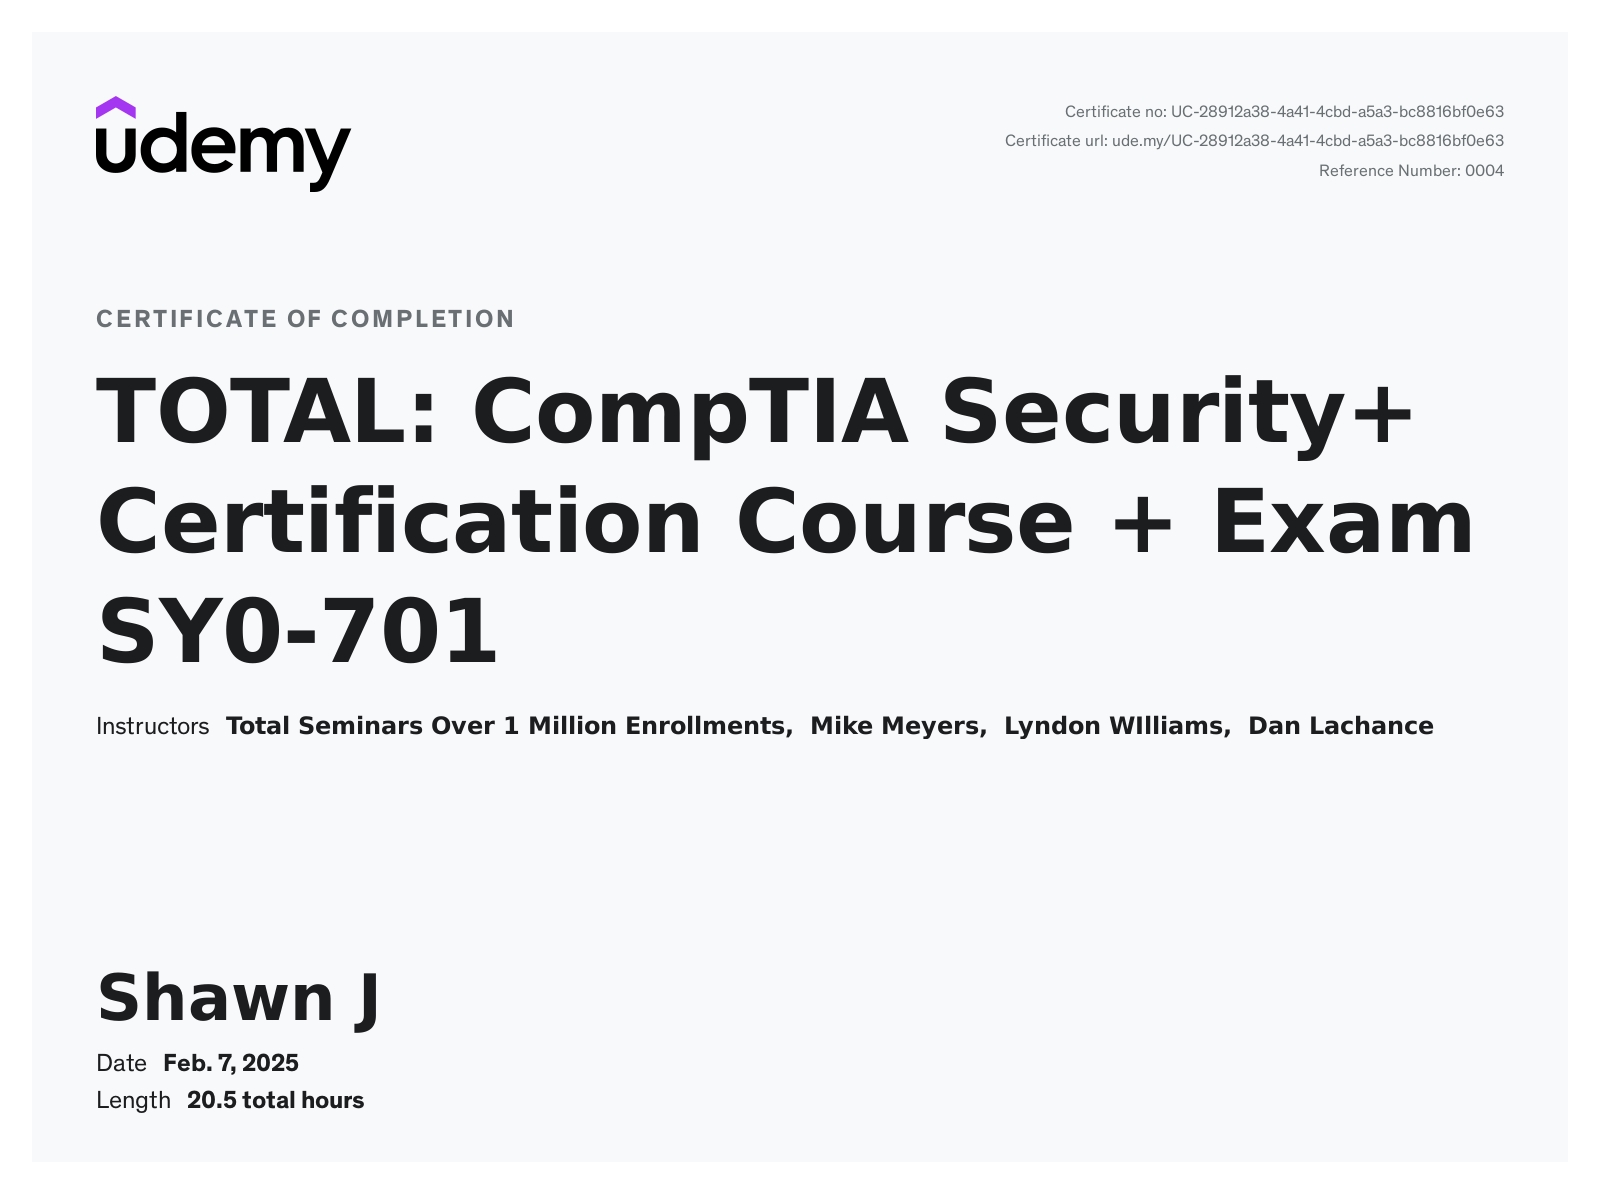 udemy
Certificate no: UC-28912a38-4a41-4cbd-a5a3-bc8816bf0e63
Certificate url: ude.my/UC-28912a38-4a41-4cbd-a5a3-bc8816bf0e63
Reference Number: 0004
CERTIFICATE OF COMPLETION
TOTAL: CompTIA Security+
Certification Course + Exam
SY0-701
Instructors Total Seminars Over 1 Million Enrollments, Mike Meyers, Lyndon WIlliams, Dan Lachance
Shawn J
Date Feb. 7, 2025
Length 20.5 total hours